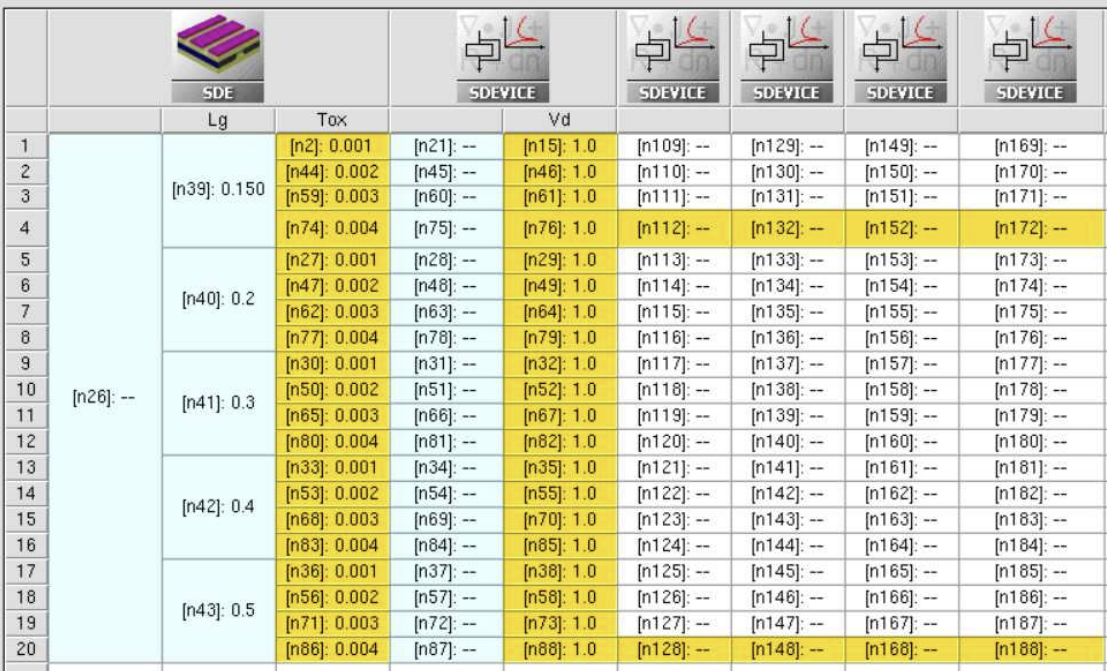 SDE SDEVICE SDEVICE SDEVICE SDEVICE SDEVICE
Lg Tox Vd
1 [n2]: 0.001 [n21]: -- [n15]: 1.0 [n109]: -- [n129]: -- [n149]: -- [n169]: --
2 [n44]: 0.002 [n45]: -- [n46]: 1.0 [n110]: -- [n130]: -- [n150]: -- [n170]: --
[n39]: 0.150
3 [n59]: 0.003 [n60]: -- [n61]: 1.0 [n111]: -- [n131]: -- [n151]: -- [n171]: --
4 [n74]: 0.004 [n75]: -- [n76]: 1.0 [n112]: -- [n132]: -- [n152]: -- [n172]: --
5 [n27]: 0.001 [n28]: -- [n29]: 1.0 [n113]: -- [n133]: -- [n153]: -- [n173]: --
6 [n47]: 0.002 [n48]: -- [n49]: 1.0 [n114]: -- [n134]: -- [n154]: -- [n174]: --
[n40]: 0.2
7 [n62]: 0.003 [n63]: -- [n64]: 1.0 [n115]: -- [n135]: -- [n155]: -- [n175]: --
8 [n77]: 0.004 [n78]: -- [n79]: 1.0 [n116]: -- [n136]: -- [n156]: -- [n176]: --
9 [n30]: 0.001 [n31]: -- [n32]: 1.0 [n117]: -- [n137]: -- [n157]: -- [n177]: --
10 [n50]: 0.002 [n51]: -- [n52]: 1.0 [n118]: -- [n138]: -- [n158]: -- [n178]: --
[n26]: -- [n41]: 0.3
11 [n65]: 0.003 [n66]: -- [n67]: 1.0 [n119]: -- [n139]: -- [n159]: -- [n179]: --
12 [n80]: 0.004 [n81]: -- [n82]: 1.0 [n120]: -- [n140]: -- [n160]: -- [n180]: --
13 [n33]: 0.001 [n34]: -- [n35]: 1.0 [n121]: -- [n141]: -- [n161]: -- [n181]: --
14 [n53]: 0.002 [n54]: -- [n55]: 1.0 [n122]: -- [n142]: -- [n162]: -- [n182]: --
[n42]: 0.4
15 [n68]: 0.003 [n69]: -- [n70]: 1.0 [n123]: -- [n143]: -- [n163]: -- [n183]: --
16 [n83]: 0.004 [n84]: -- [n85]: 1.0 [n124]: -- [n144]: -- [n164]: -- [n184]: --
17 [n36]: 0.001 [n37]: -- [n38]: 1.0 [n125]: -- [n145]: -- [n165]: -- [n185]: --
18 [n56]: 0.002 [n57]: -- [n58]: 1.0 [n126]: -- [n146]: -- [n166]: -- [n186]: --
[n43]: 0.5
19 [n71]: 0.003 [n72]: -- [n73]: 1.0 [n127]: -- [n147]: -- [n167]: -- [n187]: --
20 [n86]: 0.004 [n87]: -- [n88]: 1.0 [n128]: -- [n148]: -- [n168]: -- [n188]: --